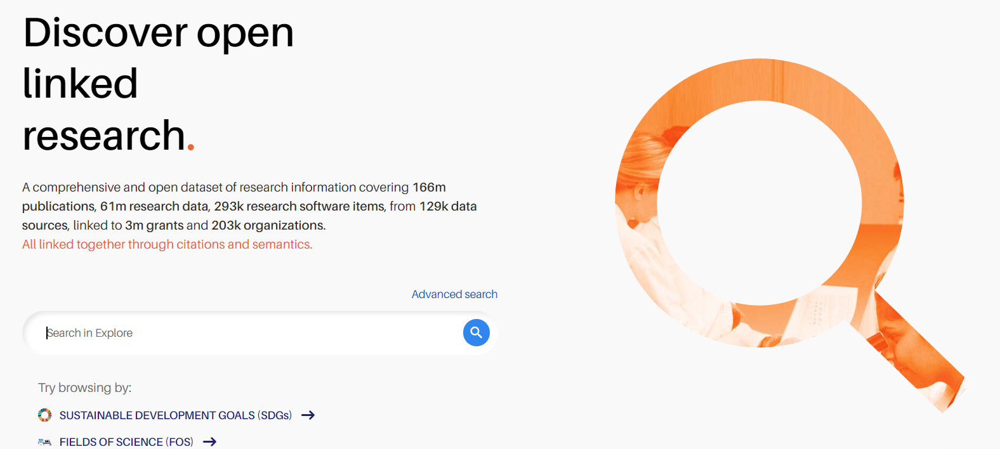 Discover open
linked
research.
A comprehensive and open dataset of research information covering 166m
publications, 61m research data, 293k research software items, from 129k data
sources, linked to 3m grants and 203k organizations.
All linked together through citations and semantics.
Advanced search
Search in Explore
Try browsing by:
SUSTAINABLE DEVELOPMENT GOALS (SDGs)
FIELDS OF SCIENCE (FOS)